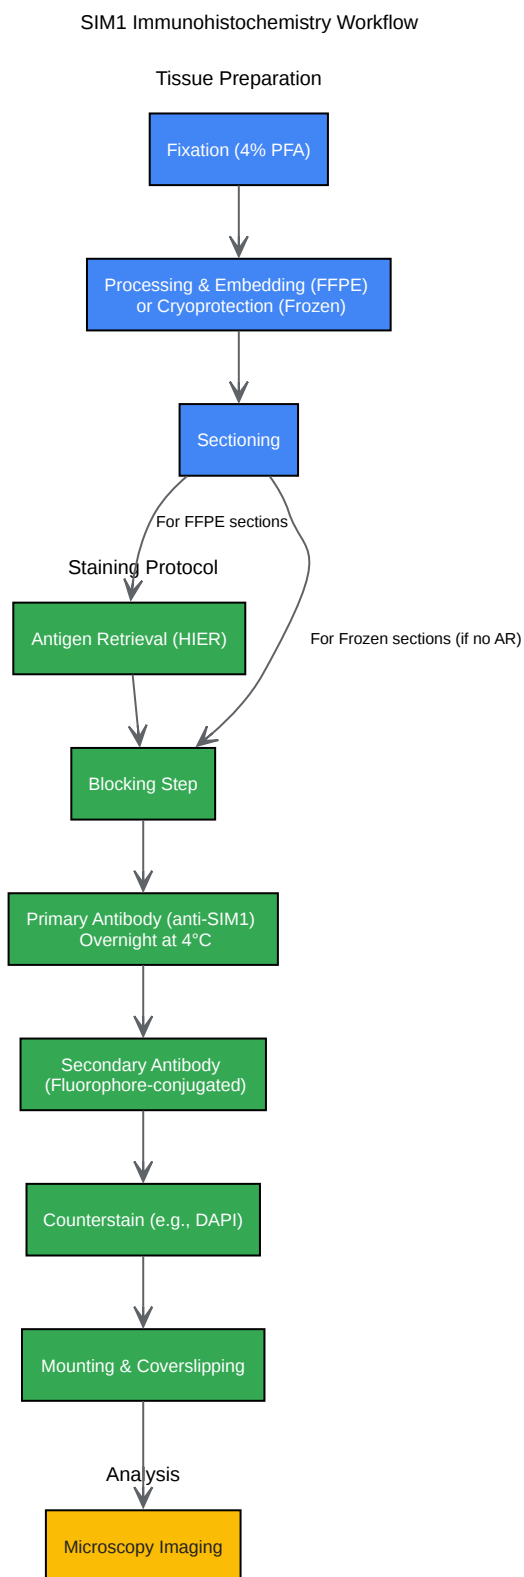 SIM1 Immunohistochemistry Workflow
Tissue Preparation
Fixation (4% PFA)
Processing & Embedding (FFPE)
or Cryoprotection (Frozen)
Sectioning
For FFPE sections
Staining Protocol
Antigen Retrieval (HIER)
For Frozen sections (if no AR)
Blocking Step
Primary Antibody (anti-SIM1)
Overnight at 4°C
Secondary Antibody
(Fluorophore-conjugated)
Counterstain (e.g., DAPI)
Mounting & Coverslipping
Analysis
Microscopy Imaging